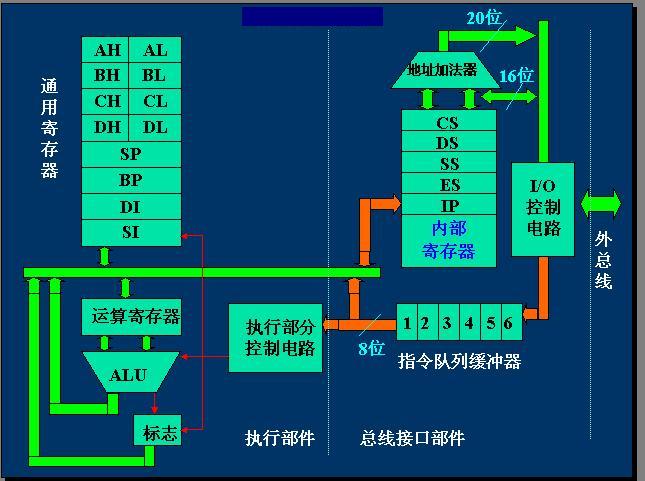 20位
16位
地址加法器
通用寄存器
AH AL
BH BL
CH CL
DH DL
SP
BP
DI
SI
CS
DS
SS
ES
IP
内部
寄存器
I/O
控制
电路
外总线
运算寄存器
ALU
标志
执行部分
控制电路
8位
1 2 3 4 5 6
指令队列缓冲器
执行部件
总线接口部件